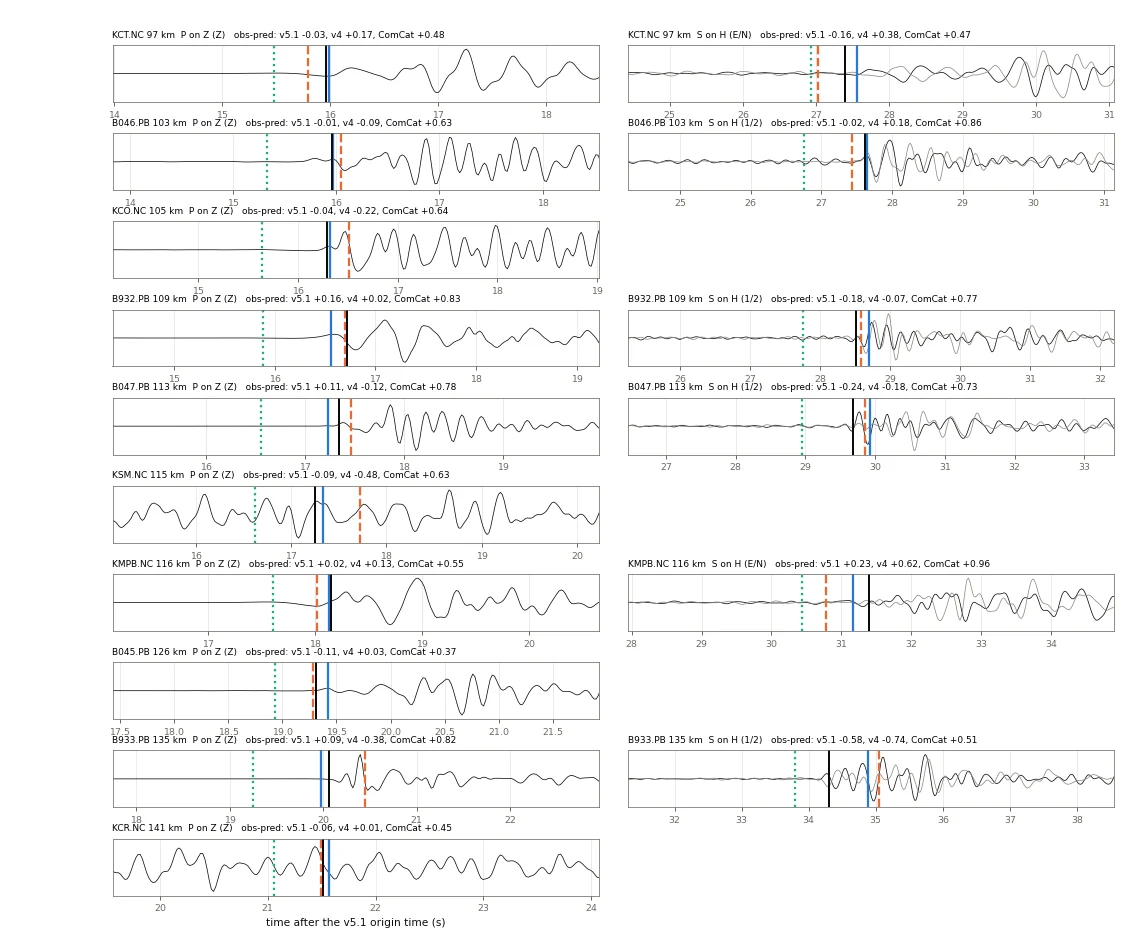 KCT.NC 97 km  P on Z (Z)   obs-pred: v5.1 -0.03, v4 +0.17, ComCat +0.48
14 15 16 17 18
KCT.NC 97 km  S on H (E/N)   obs-pred: v5.1 -0.16, v4 +0.38, ComCat +0.47
25 26 27 28 29 30 31
B046.PB 103 km  P on Z (Z)   obs-pred: v5.1 -0.01, v4 -0.09, ComCat +0.63
14 15 16 17 18
B046.PB 103 km  S on H (1/2)   obs-pred: v5.1 -0.02, v4 +0.18, ComCat +0.86
25 26 27 28 29 30 31
KCO.NC 105 km  P on Z (Z)   obs-pred: v5.1 -0.04, v4 -0.22, ComCat +0.64
15 16 17 18 19
B932.PB 109 km  P on Z (Z)   obs-pred: v5.1 +0.16, v4 +0.02, ComCat +0.83
15 16 17 18 19
B932.PB 109 km  S on H (1/2)   obs-pred: v5.1 -0.18, v4 -0.07, ComCat +0.77
26 27 28 29 30 31 32
B047.PB 113 km  P on Z (Z)   obs-pred: v5.1 +0.11, v4 -0.12, ComCat +0.78
16 17 18 19
B047.PB 113 km  S on H (1/2)   obs-pred: v5.1 -0.24, v4 -0.18, ComCat +0.73
27 28 29 30 31 32 33
KSM.NC 115 km  P on Z (Z)   obs-pred: v5.1 -0.09, v4 -0.48, ComCat +0.63
16 17 18 19 20
KMPB.NC 116 km  P on Z (Z)   obs-pred: v5.1 +0.02, v4 +0.13, ComCat +0.55
17 18 19 20
KMPB.NC 116 km  S on H (E/N)   obs-pred: v5.1 +0.23, v4 +0.62, ComCat +0.96
28 29 30 31 32 33 34
B045.PB 126 km  P on Z (Z)   obs-pred: v5.1 -0.11, v4 +0.03, ComCat +0.37
17.5 18.0 18.5 19.0 19.5 20.0 20.5 21.0 21.5
B933.PB 135 km  P on Z (Z)   obs-pred: v5.1 +0.09, v4 -0.38, ComCat +0.82
18 19 20 21 22
B933.PB 135 km  S on H (1/2)   obs-pred: v5.1 -0.58, v4 -0.74, ComCat +0.51
32 33 34 35 36 37 38
KCR.NC 141 km  P on Z (Z)   obs-pred: v5.1 -0.06, v4 +0.01, ComCat +0.45
20 21 22 23 24
time after the v5.1 origin time (s)